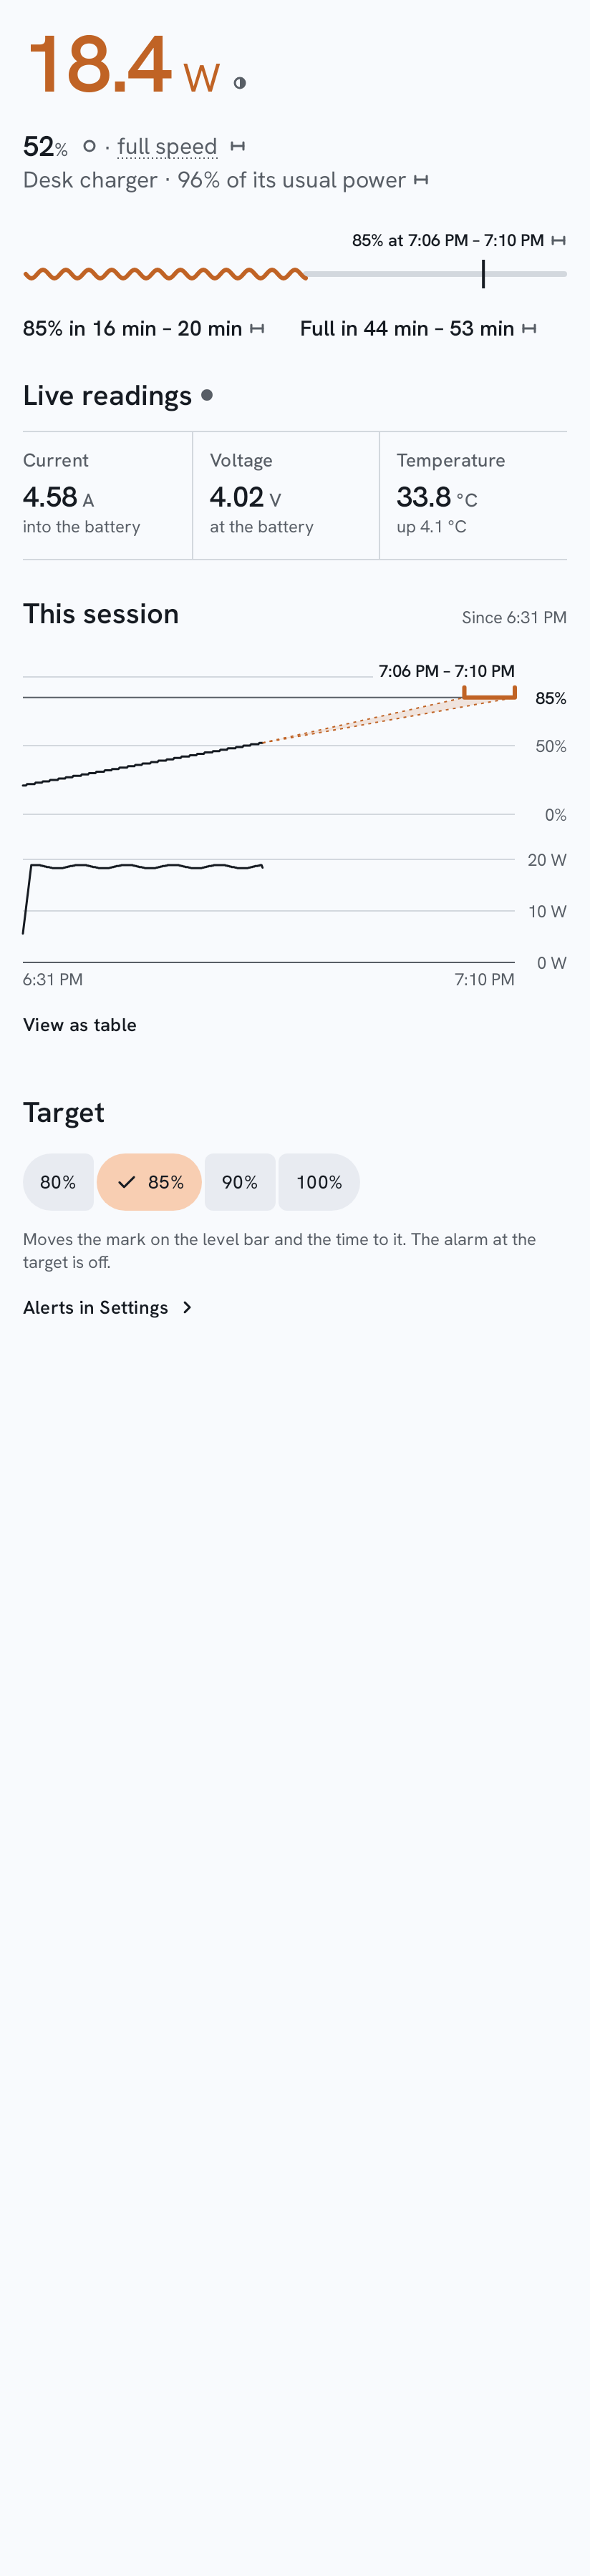 18.4 W
52% · full speed
Desk charger · 96% of its usual power
85% at 7:06 PM – 7:10 PM
85% in 16 min – 20 min Full in 44 min – 53 min
Live readings
Current Voltage Temperature
4.58 A 4.02 V 33.8 °C
into the battery at the battery up 4.1 °C
This session Since 6:31 PM
7:06 PM – 7:10 PM
85%
50%
0%
20 W
10 W
0 W
6:31 PM 7:10 PM
View as table
Target
80% 85% 90% 100%
Moves the mark on the level bar and the time to it. The alarm at the
target is off.
Alerts in Settings